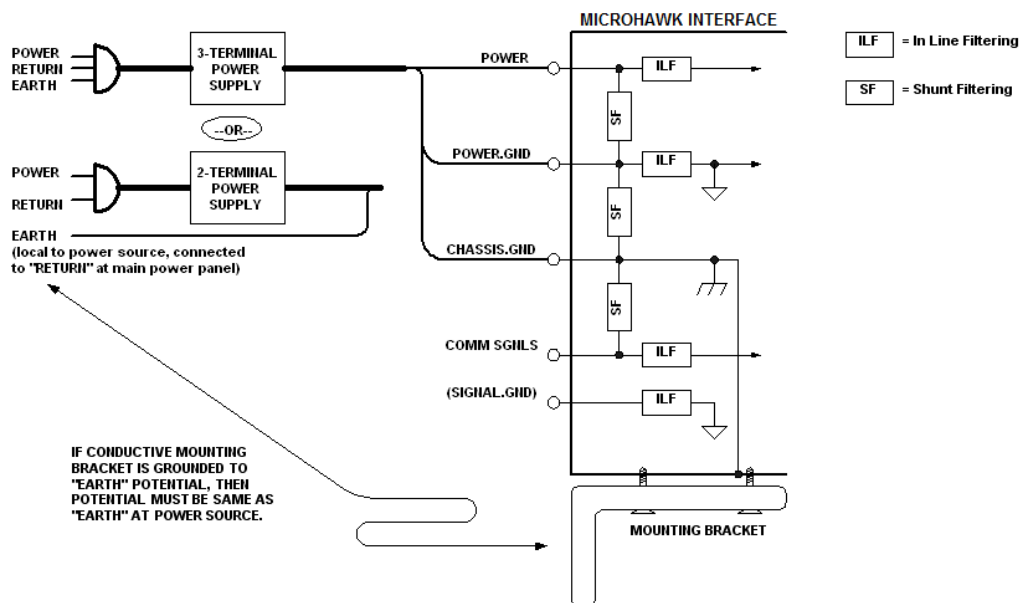 MICROHAWK INTERFACE
POWER
RETURN
EARTH
3-TERMINAL
POWER
SUPPLY
--OR--
POWER
RETURN
2-TERMINAL
POWER
SUPPLY
EARTH
(local to power source, connected
to "RETURN" at main power panel)
POWER
POWER.GND
CHASSIS.GND
COMM SGNLS
(SIGNAL.GND)
ILF
SF
ILF
SF
SF
ILF
ILF
ILF = In Line Filtering
SF = Shunt Filtering
IF CONDUCTIVE MOUNTING
BRACKET IS GROUNDED TO
"EARTH" POTENTIAL, THEN
POTENTIAL MUST BE SAME AS
"EARTH" AT POWER SOURCE.
MOUNTING BRACKET